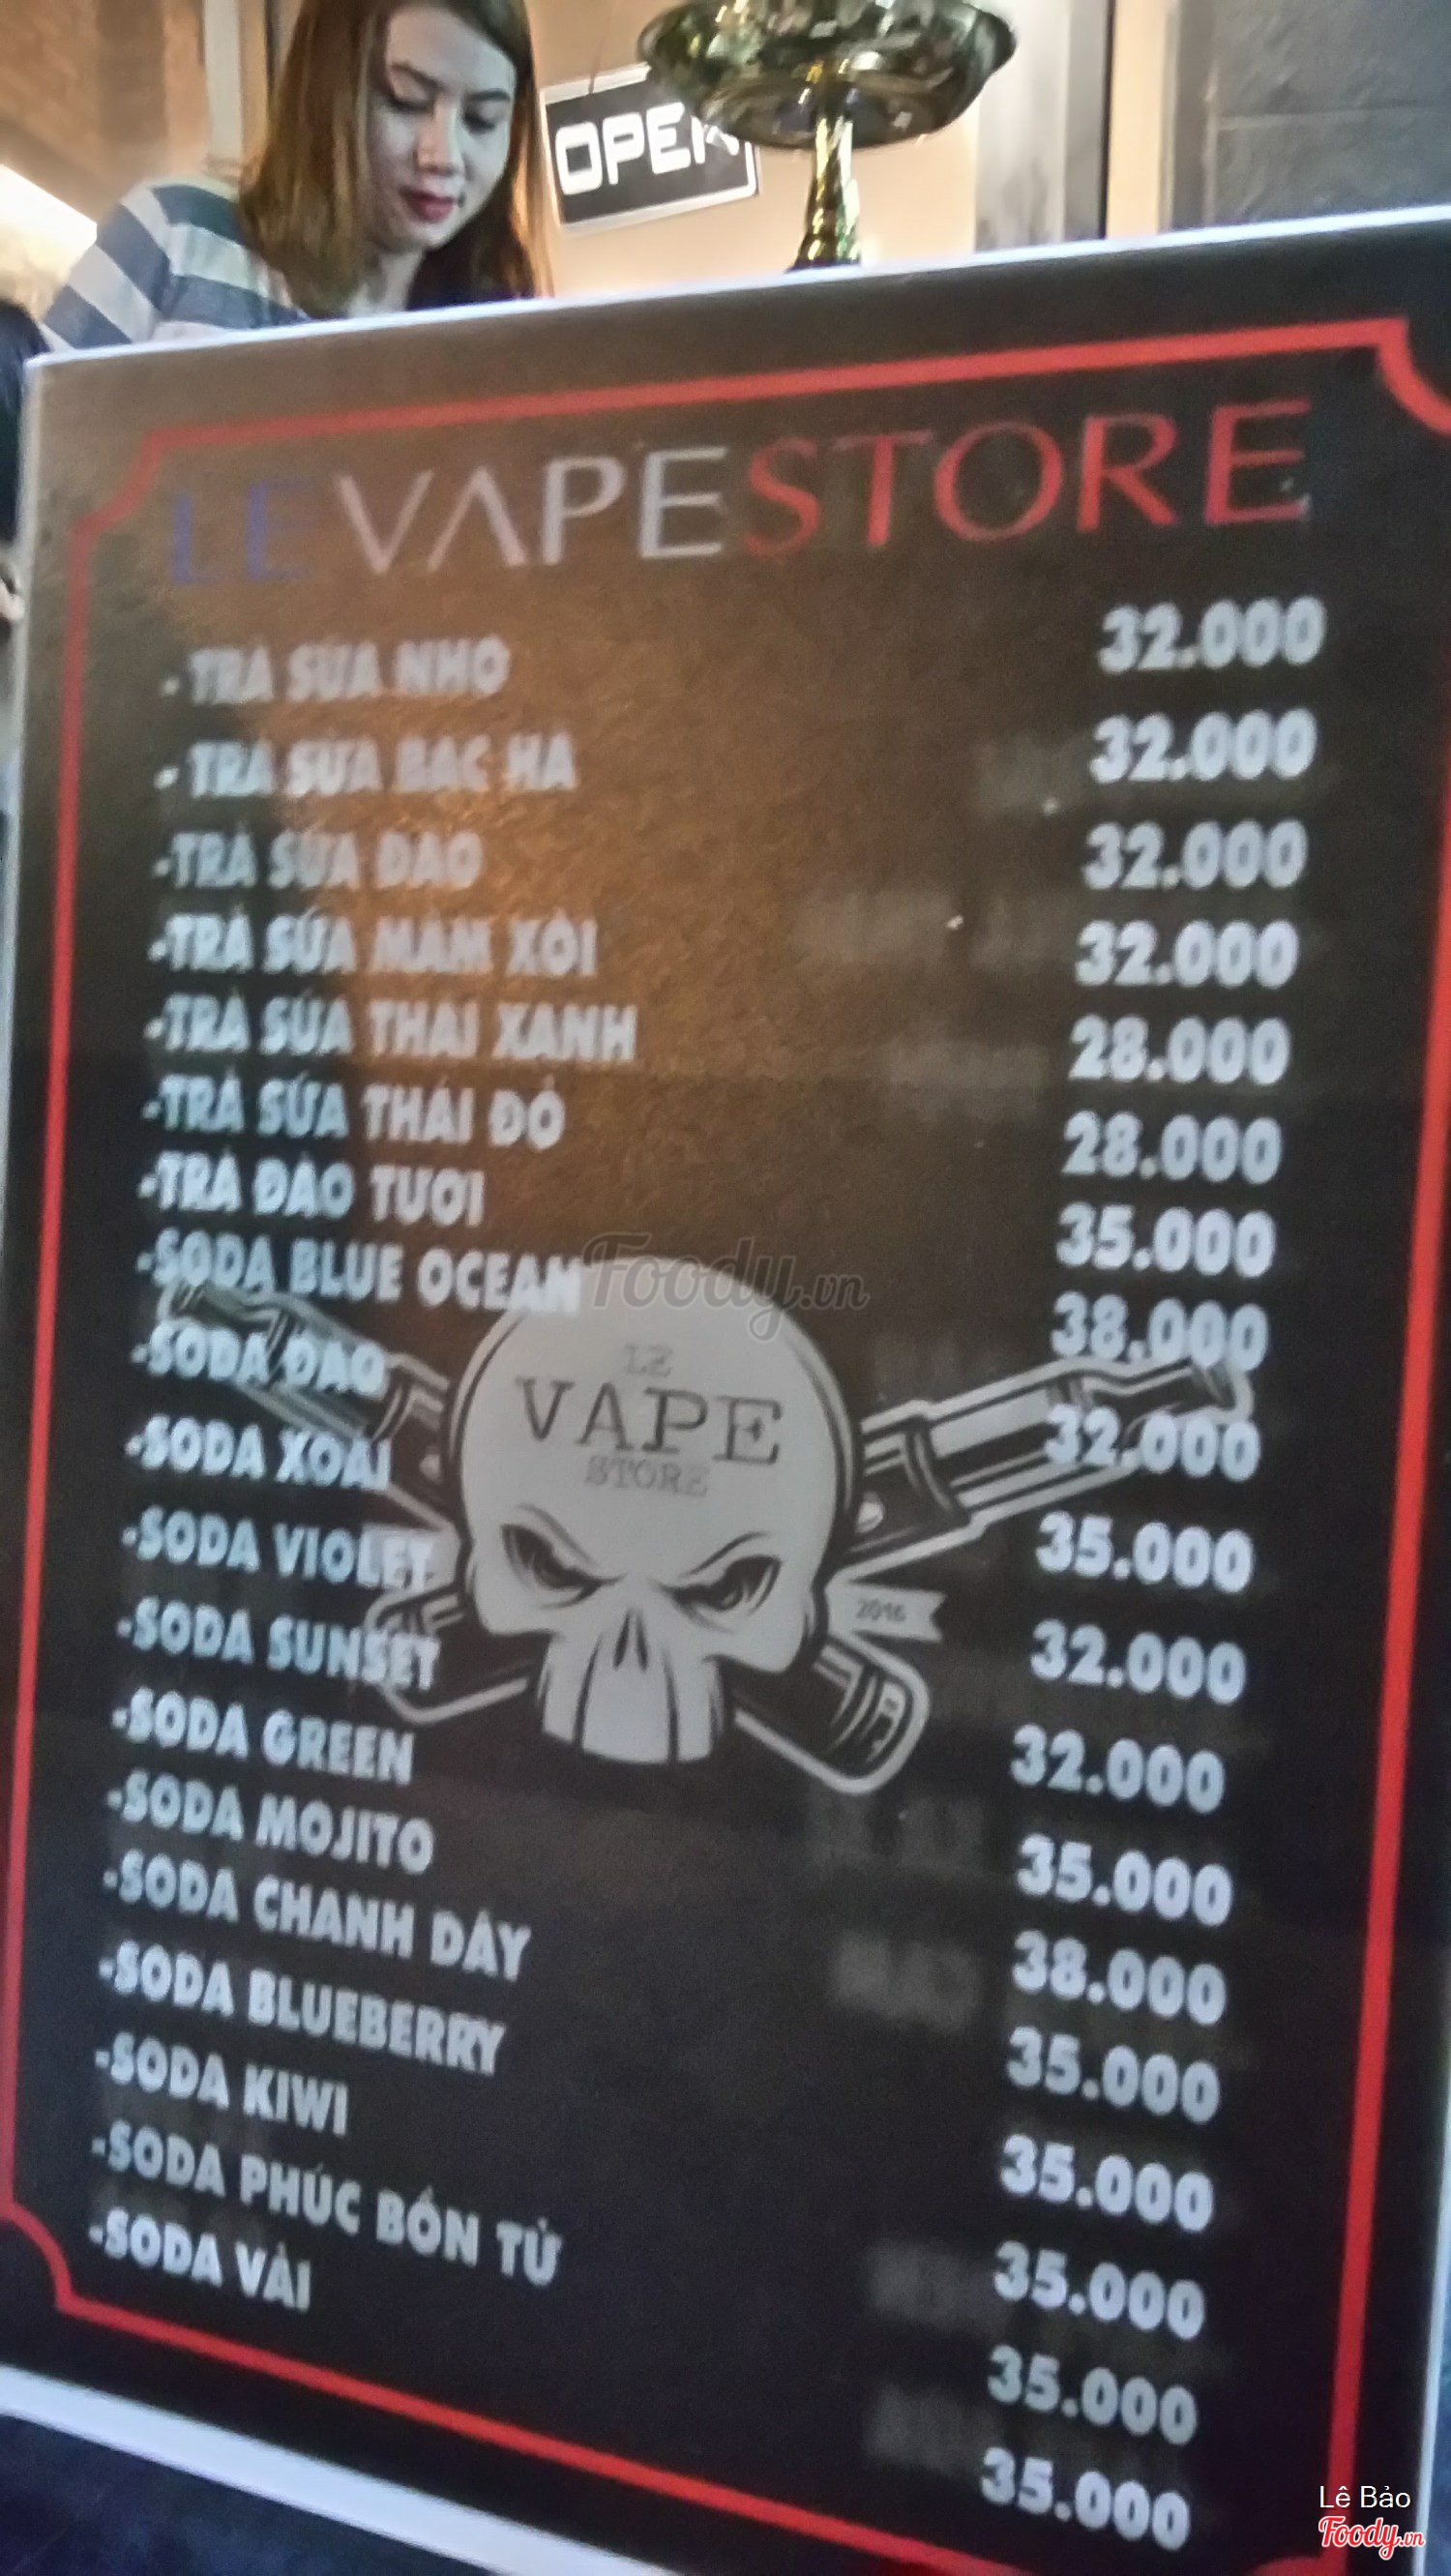 OPEN
LE VAPE STORE
- TRÀ SỮA NHO 32.000
- TRÀ SỮA BẠC HÀ 32.000
-TRÀ SỮA ĐÀO 32.000
-TRÀ SỮA MÂM XÔI 32.000
-TRÀ SỮA THÁI XANH 28.000
-TRÀ SỮA THÁI ĐỎ 28.000
-TRÀ ĐÀO TƯƠI 35.000
-SODA BLUE OCEAN 38.000
-SODA ĐÀO 32.000
-SODA XOÀI 35.000
-SODA VIOLET 32.000
-SODA SUNSET 32.000
-SODA GREEN 35.000
-SODA MOJITO 38.000
-SODA CHANH DÂY 35.000
-SODA BLUEBERRY 35.000
-SODA KIWI 35.000
-SODA PHÚC BỒN TỬ 35.000
-SODA VẢI 35.000
Foody.vn
LE
VAPE
STORE
2016
Lê Bảo
Foody.vn